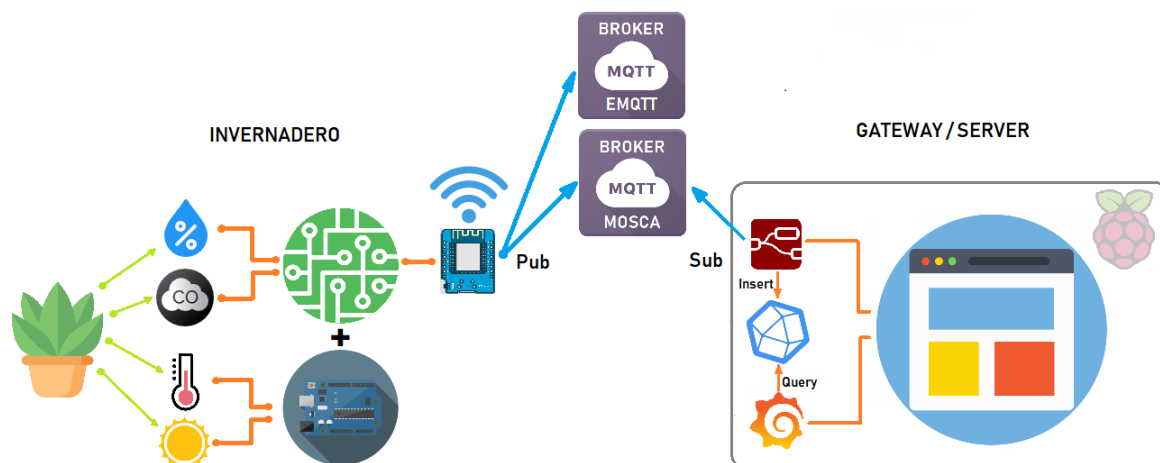 BROKER
MQTT
EMQTT
INVERNADERO
GATEWAY / SERVER
BROKER
MQTT
MOSCA
%
CO
Pub
Sub
Insert
+
Query